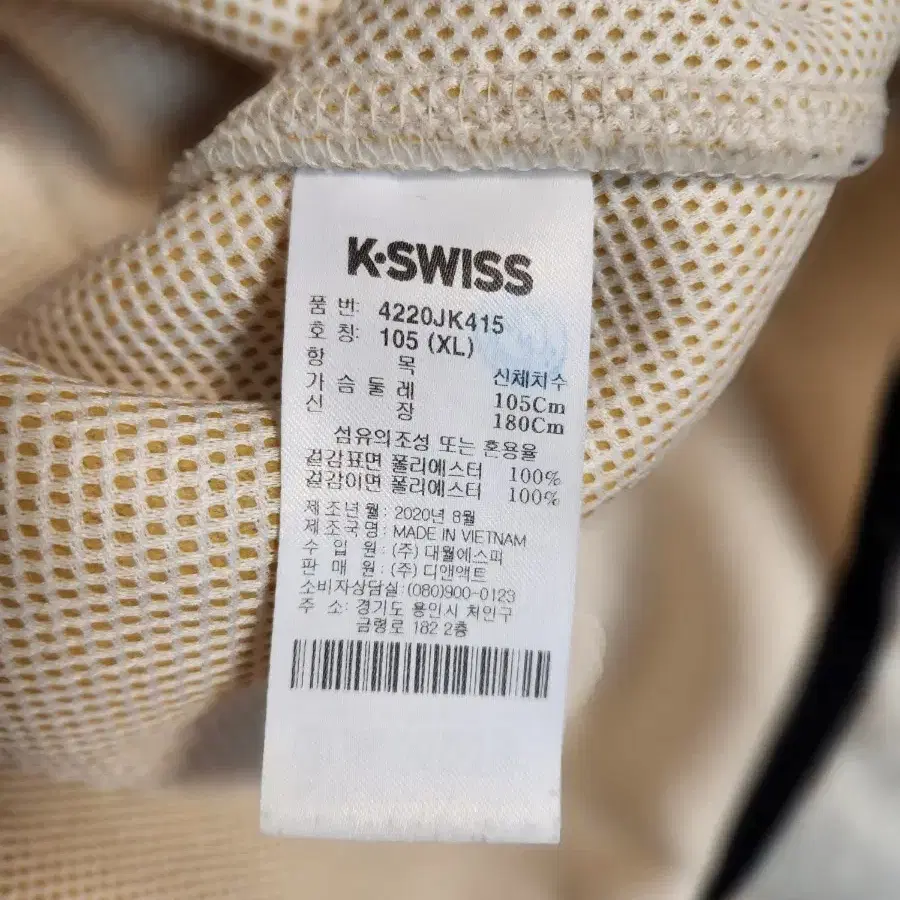 K·SWISS
품 번: 4220JK415
호 칭: 105 (XL)
항 목 신체치수
가 슴 둘 레 105Cm
신 장 180Cm
섬유의조성 또는 혼용율
겉감표면 폴리에스터 100%
겉감이면 폴리에스터 100%
제조년월 : 2020년 8월
제조국명 : MADE IN VIETNAM
수 입 원 : (주) 대월에스피
판 매 원 : (주) 디앤액트
소비자상담실: (080)900-0123
주 소: 경기도 용인시 처인구
금령로 182 2층